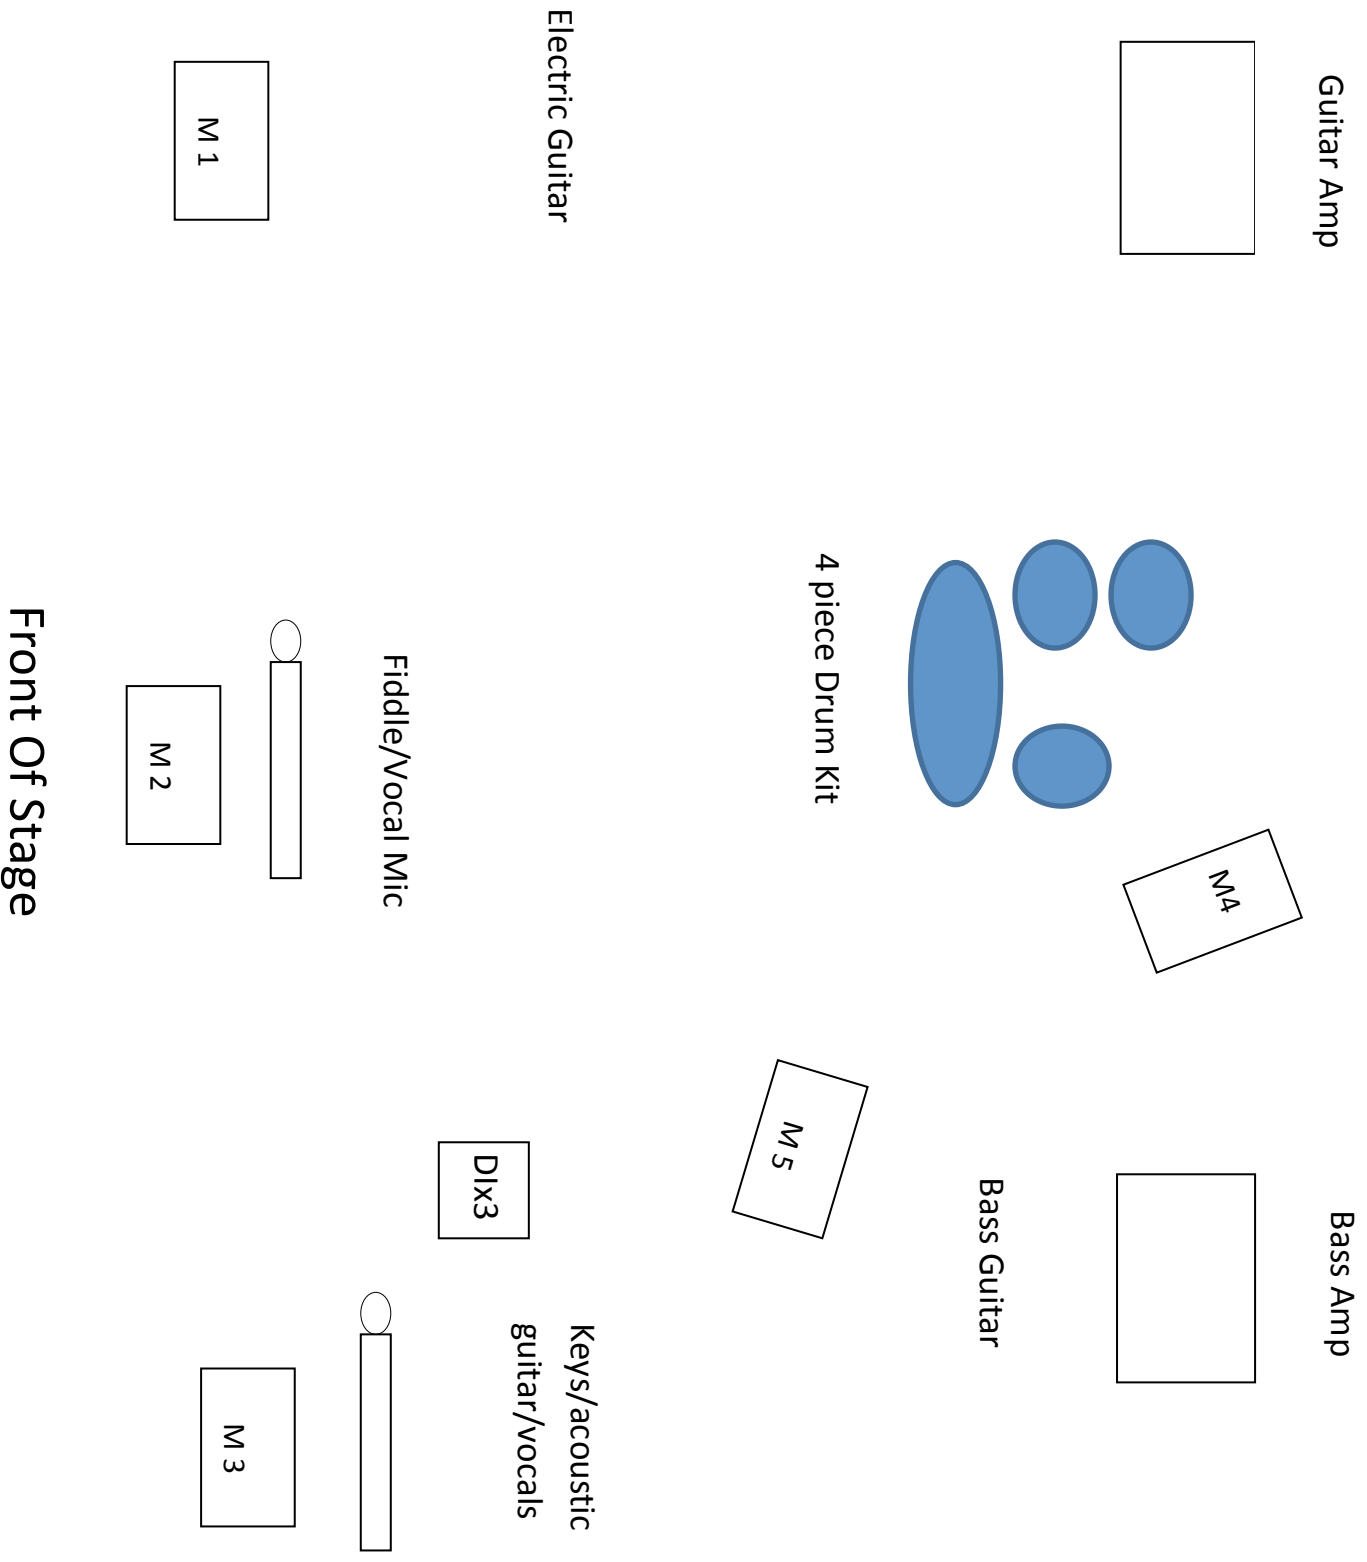 Guitar Amp
Bass Amp
M4
Bass Guitar
4 piece Drum Kit
M 5
Electric Guitar
Keys/acoustic
guitar/vocals
DIx3
Fiddle/Vocal Mic
M 1
M 2
M 3
Front Of Stage